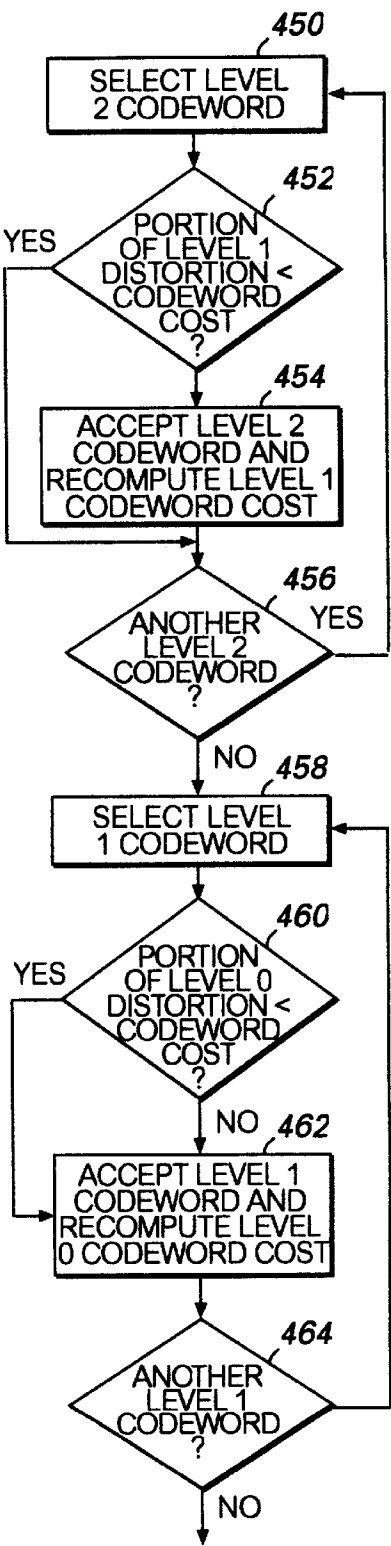 450
SELECT LEVEL
2 CODEWORD
452
YES
PORTION
OF LEVEL 1
DISTORTION <
CODEWORD
COST
?
454
ACCEPT LEVEL 2
CODEWORD AND
RECOMPUTE LEVEL 1
CODEWORD COST
456
YES
ANOTHER
LEVEL 2
CODEWORD
?
NO
458
SELECT LEVEL
1 CODEWORD
460
YES
PORTION
OF LEVEL 0
DISTORTION <
CODEWORD
COST
?
NO
462
ACCEPT LEVEL 1
CODEWORD AND
RECOMPUTE LEVEL
0 CODEWORD COST
464
ANOTHER
LEVEL 1
CODEWORD
?
NO